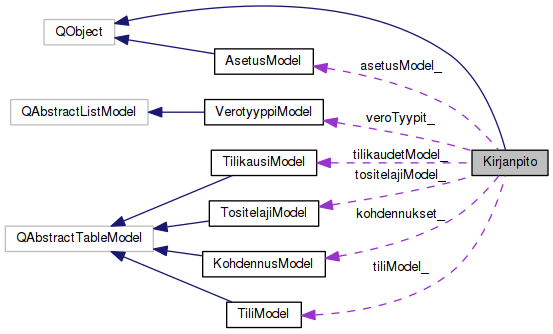 QObject
AsetusModel
asetusModel_
QAbstractListModel
VerotyyppiModel
veroTyypit_
TilikausiModel
tilikaudetModel_
Kirjanpito
tositelajiModel_
TositelajiModel
kohdennukset_
QAbstractTableModel
KohdennusModel
tiliModel_
TiliModel